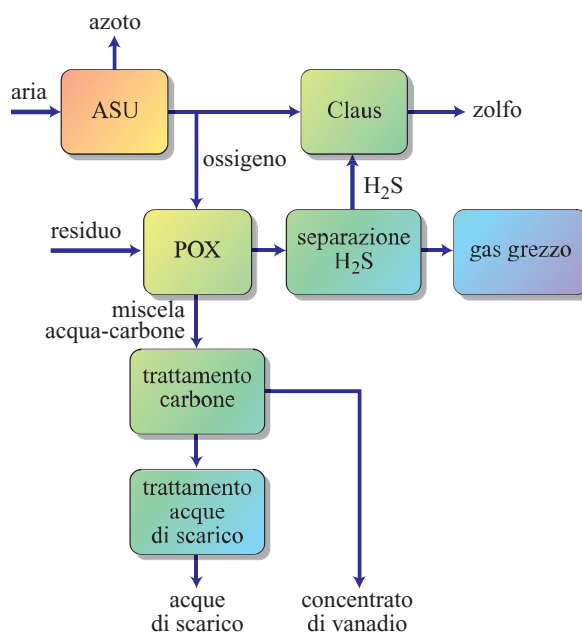 azoto
aria
ASU
Claus
zolfo
ossigeno
H₂S
residuo
POX
separazione
H₂S
gas grezzo
miscela
acqua-carbone
trattamento
carbone
trattamento
acque
di scarico
acque
di scarico
concentrato
di vanadio